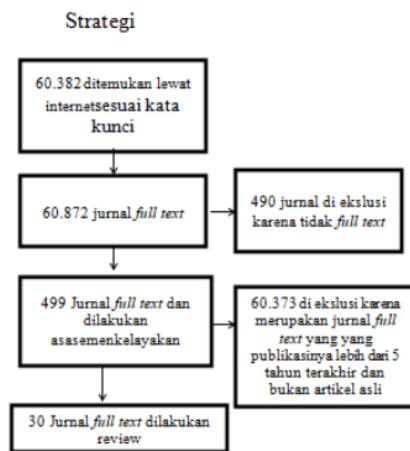 Strategi
60.382 ditemukan lewat
internetsesuai kata
kunci
60.872 jurnal full text
490 jurnal di ekslusi
karena tidak full text
499 Jurnal full text dan
dilakukan
asasemenkelayakan
60.373 di ekslusi karena
merupakan jurnal full
text yang yang
publikasinya lebih dari 5
tahun terakhir dan
bukan artikel asli
30 Jurnal full text dilakukan
review